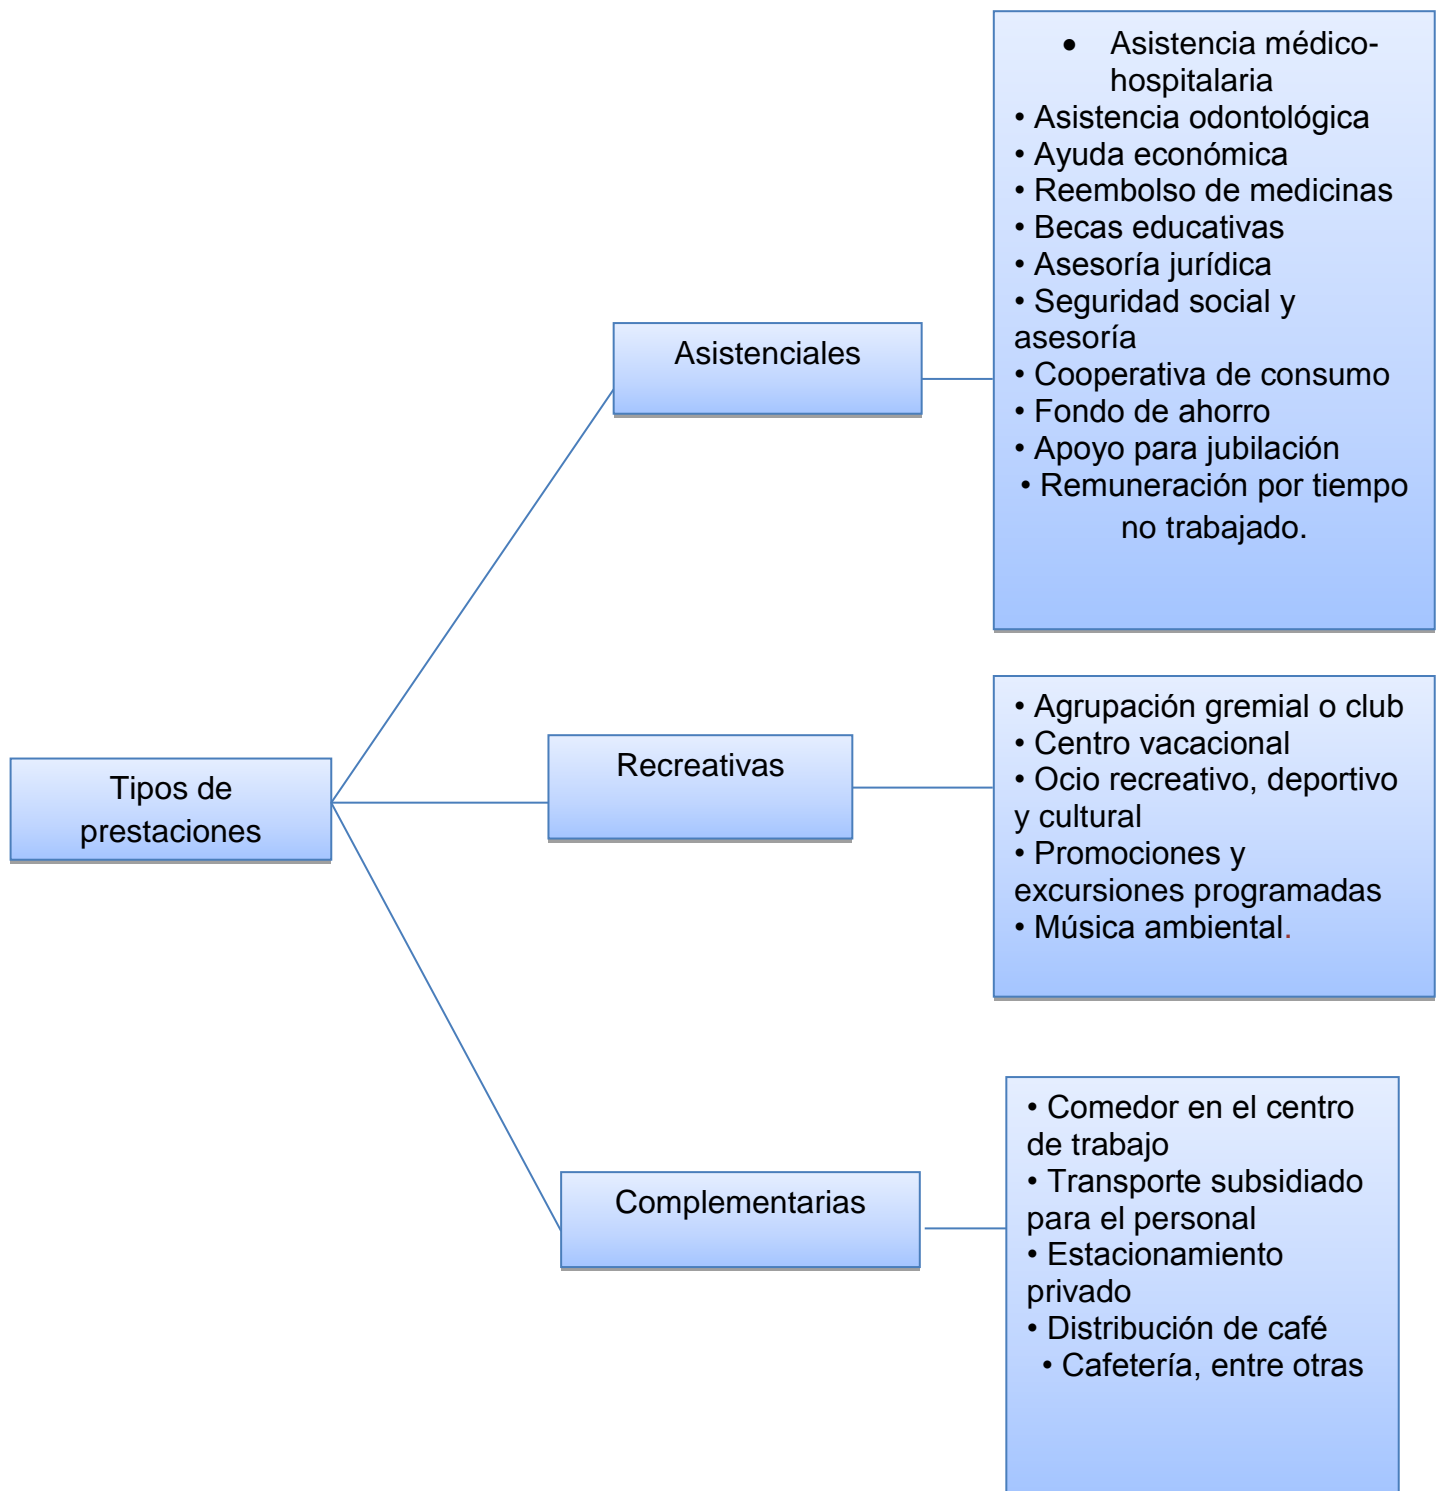 Tipos de
prestaciones
Asistenciales
• Asistencia médico-
hospitalaria
• Asistencia odontológica
• Ayuda económica
• Reembolso de medicinas
• Becas educativas
• Asesoría jurídica
• Seguridad social y
asesoría
• Cooperativa de consumo
• Fondo de ahorro
• Apoyo para jubilación
• Remuneración por tiempo
no trabajado.
Recreativas
• Agrupación gremial o club
• Centro vacacional
• Ocio recreativo, deportivo
y cultural
• Promociones y
excursiones programadas
• Música ambiental.
Complementarias
• Comedor en el centro
de trabajo
• Transporte subsidiado
para el personal
• Estacionamiento
privado
• Distribución de café
• Cafetería, entre otras